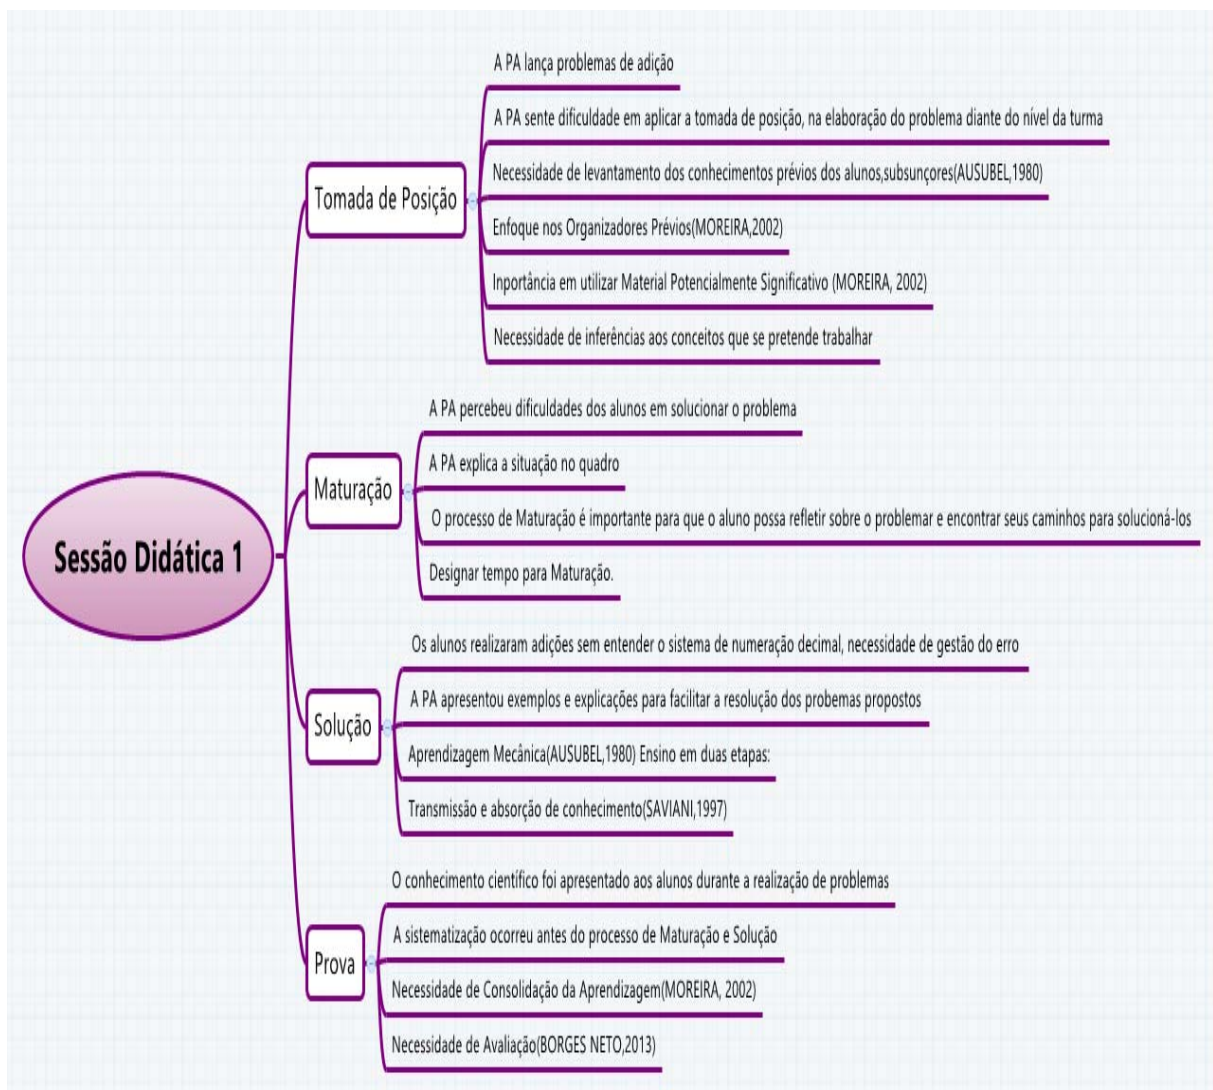 Sessão Didática 1
Tomada de Posição
A PA lança problemas de adição
A PA sente dificuldade em aplicar a tomada de posição, na elaboração do problema diante do nível da turma
Necessidade de levantamento dos conhecimentos prévios dos alunos,subsunçores(AUSUBEL,1980)
Enfoque nos Organizadores Prévios(MOREIRA,2002)
Inportância em utilizar Material Potencialmente Significativo (MOREIRA, 2002)
Necessidade de inferências aos conceitos que se pretende trabalhar
Maturação
A PA percebeu dificuldades dos alunos em solucionar o problema
A PA explica a situação no quadro
O processo de Maturação é importante para que o aluno possa refletir sobre o problemar e encontrar seus caminhos para solucioná-los
Designar tempo para Maturação.
Solução
Os alunos realizaram adições sem entender o sistema de numeração decimal, necessidade de gestão do erro
A PA apresentou exemplos e explicações para facilitar a resolução dos probemas propostos
Aprendizagem Mecânica(AUSUBEL,1980) Ensino em duas etapas:
Transmissão e absorção de conhecimento(SAVIANI,1997)
Prova
O conhecimento científico foi apresentado aos alunos durante a realização de problemas
A sistematização ocorreu antes do processo de Maturação e Solução
Necessidade de Consolidação da Aprendizagem(MOREIRA, 2002)
Necessidade de Avaliação(BORGES NETO,2013)